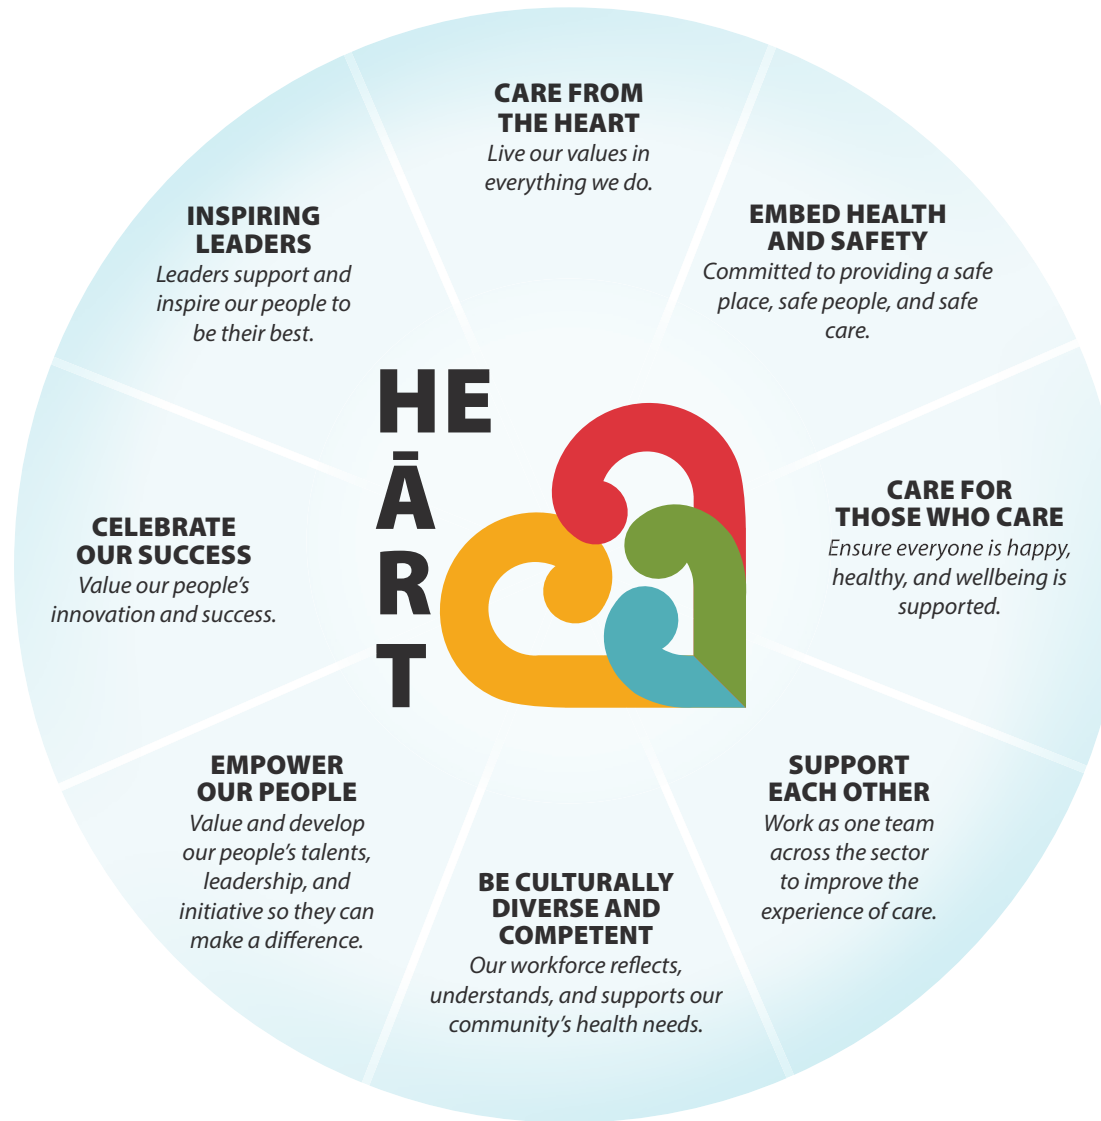 CARE FROM
THE HEART
Live our values in
everything we do.
EMBED HEALTH
AND SAFETY
Committed to providing a safe
place, safe people, and safe
care.
CARE FOR
THOSE WHO CARE
Ensure everyone is happy,
healthy, and wellbeing is
supported.
SUPPORT
EACH OTHER
Work as one team
across the sector
to improve the
experience of care.
BE CULTURALLY
DIVERSE AND
COMPETENT
Our workforce reflects,
understands, and supports our
community’s health needs.
EMPOWER
OUR PEOPLE
Value and develop
our people’s talents,
leadership, and
initiative so they can
make a difference.
CELEBRATE
OUR SUCCESS
Value our people’s
innovation and success.
INSPIRING
LEADERS
Leaders support and
inspire our people to
be their best.
HE
Ā
R
T